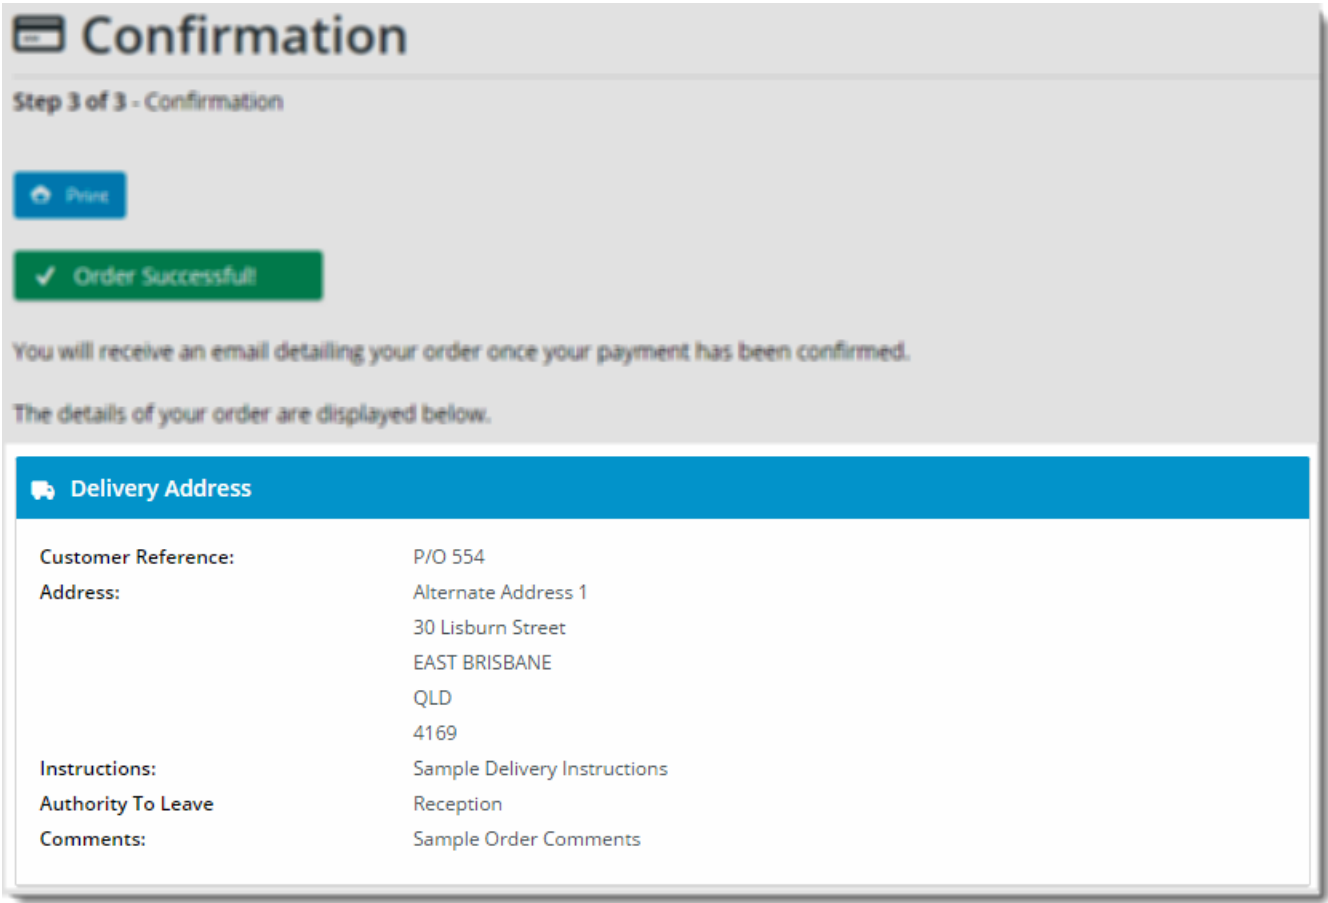 Confirmation
Step 3 of 3 - Confirmation
Print
Order Successful!
You will receive an email detailing your order once your payment has been confirmed.
The details of your order are displayed below.
Delivery Address
Customer Reference: P/O 554
Address: Alternate Address 1
30 Lisburn Street
EAST BRISBANE
QLD
4169
Instructions: Sample Delivery Instructions
Authority To Leave Reception
Comments: Sample Order Comments